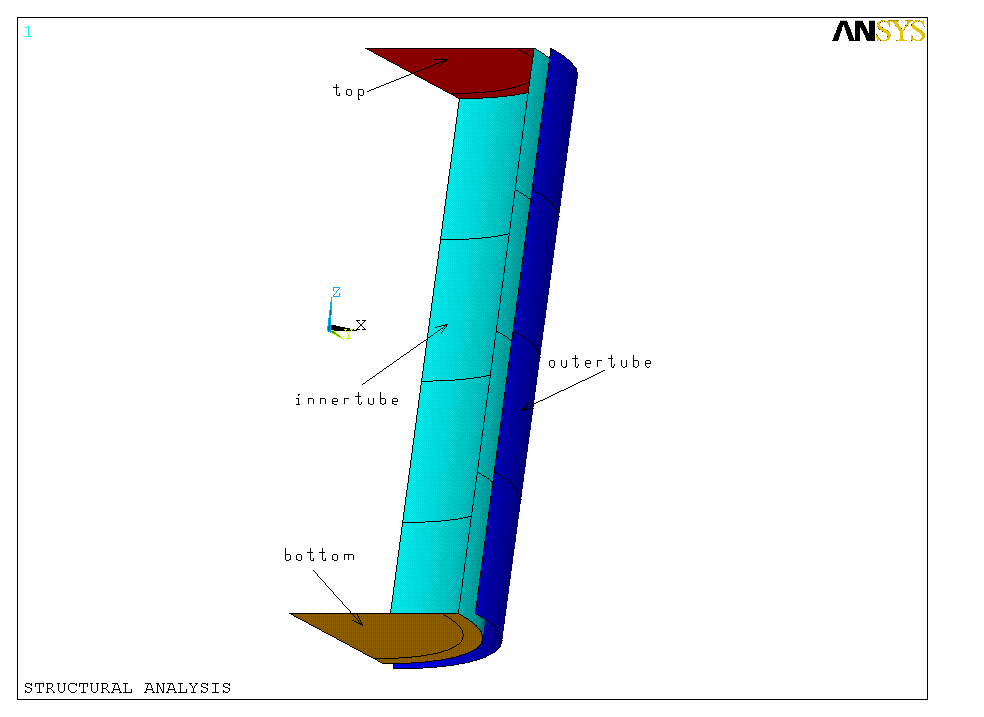 1
ANSYS
top
Z
X
Y
outertube
innertube
bottom
STRUCTURAL ANALYSIS